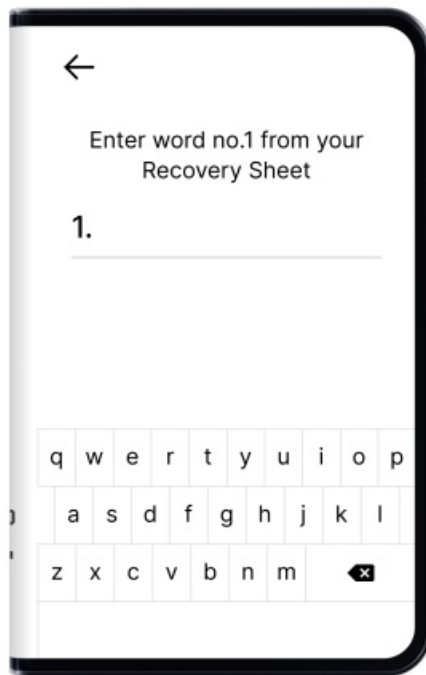 Enter word no.1 from your
Recovery Sheet
1.
q w e r t y u i o p
a s d f g h j k l
z x c v b n m